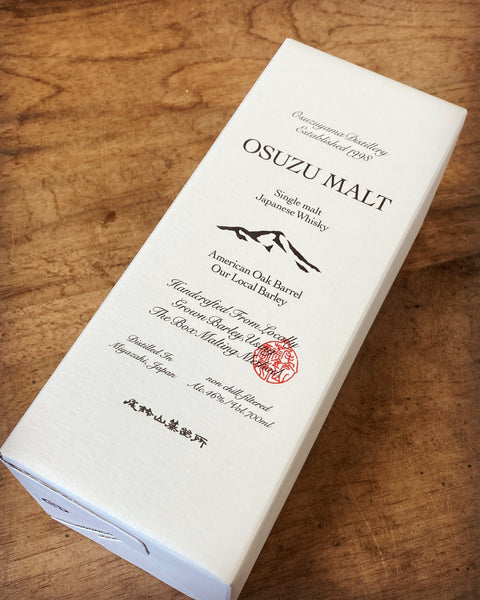 Osuzuyama Distillery
Established 1998
OSUZU MALT
Single malt
Japanese Whisky
American Oak Barrel
Our Local Barley
Handcrafted From Locally
Grown Barley Using
The Box Malting Method.
Distilled In
Miyazaki, Japan
non chill filtered
Alc.46%/Vol.700ml
尾鈴山蒸留所